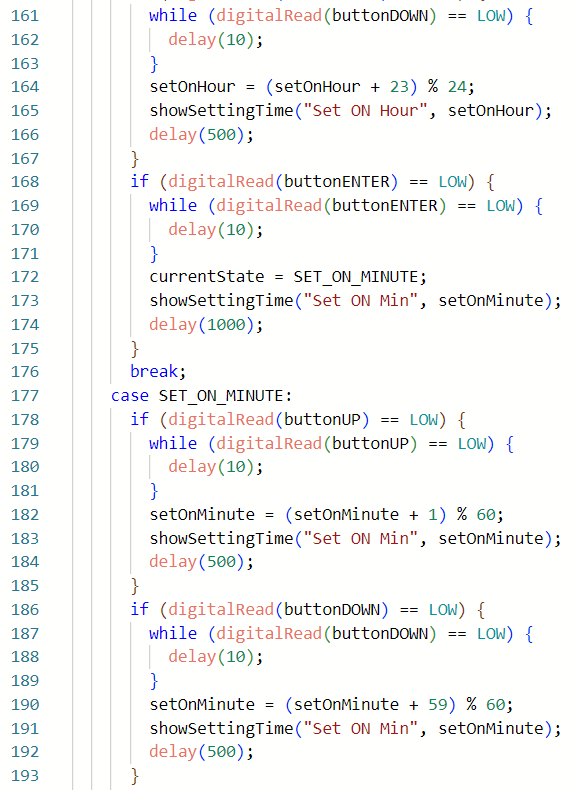 161 while (digitalRead(buttonDOWN) == LOW) {
162 delay(10);
163 }
164 setOnHour = (setOnHour + 23) % 24;
165 showSettingTime("Set ON Hour", setOnHour);
166 delay(500);
167 }
168 if (digitalRead(buttonENTER) == LOW) {
169 while (digitalRead(buttonENTER) == LOW) {
170 delay(10);
171 }
172 currentState = SET_ON_MINUTE;
173 showSettingTime("Set ON Min", setOnMinute);
174 delay(1000);
175 }
176 break;
177 case SET_ON_MINUTE:
178 if (digitalRead(buttonUP) == LOW) {
179 while (digitalRead(buttonUP) == LOW) {
180 delay(10);
181 }
182 setOnMinute = (setOnMinute + 1) % 60;
183 showSettingTime("Set ON Min", setOnMinute);
184 delay(500);
185 }
186 if (digitalRead(buttonDOWN) == LOW) {
187 while (digitalRead(buttonDOWN) == LOW) {
188 delay(10);
189 }
190 setOnMinute = (setOnMinute + 59) % 60;
191 showSettingTime("Set ON Min", setOnMinute);
192 delay(500);
193 }